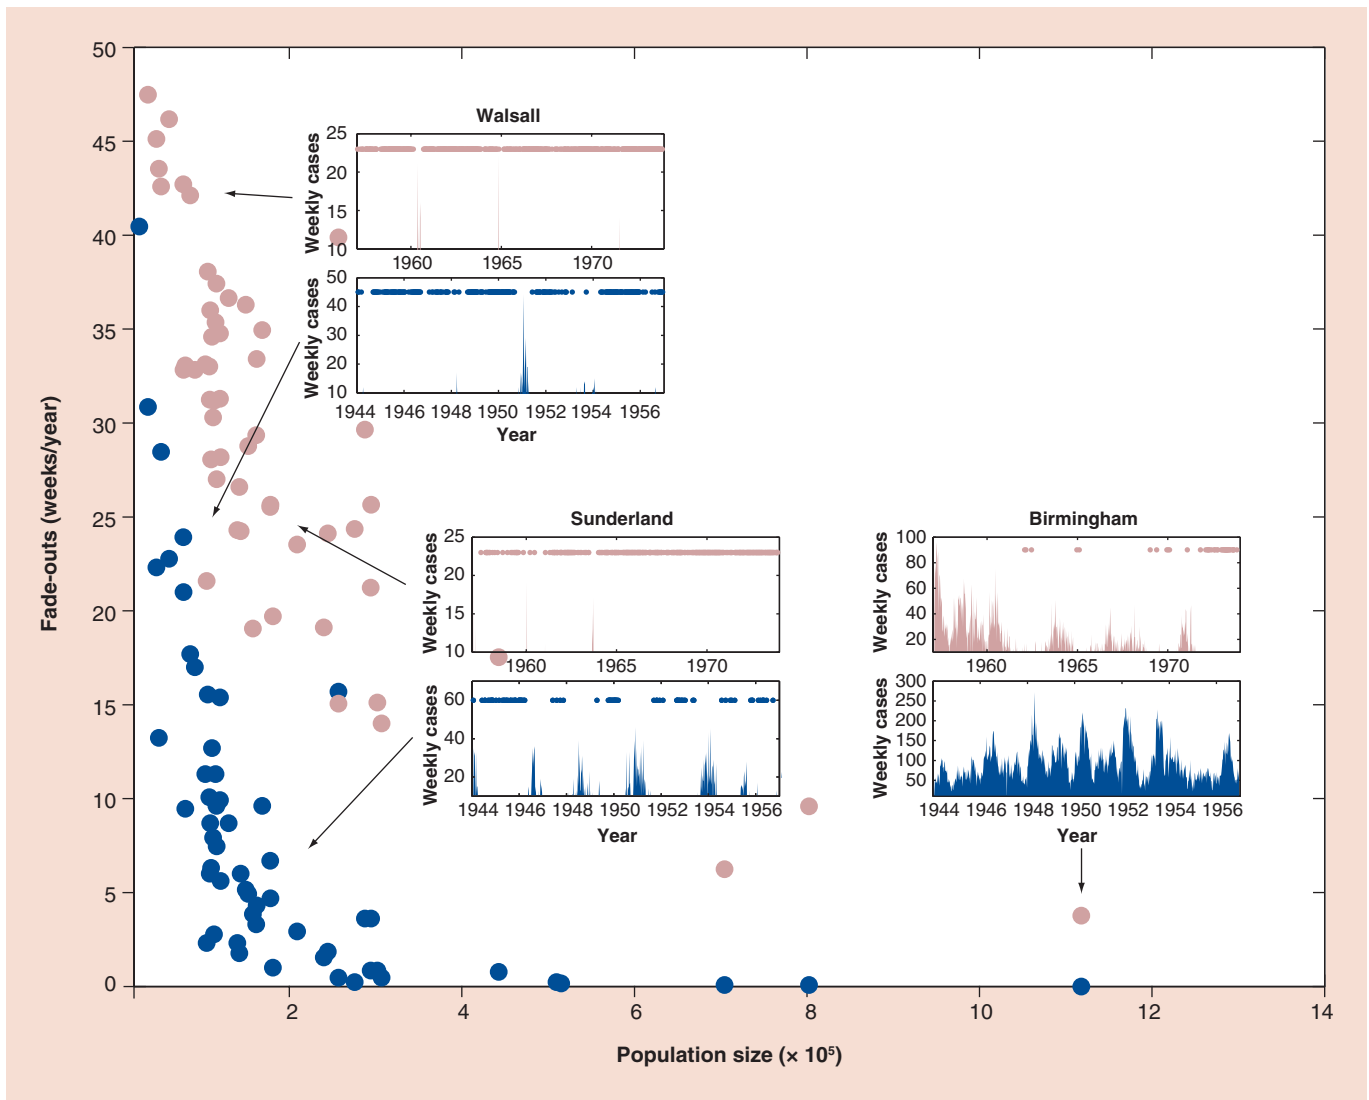 50
45
40
35
30
25
20
15
10
5
0
Fade-outs (weeks/year)
2
4
6
8
10
12
14
Population size (× 10⁵)
Walsall
Weekly cases
25
20
15
10
1960 1965 1970
Weekly cases
50
40
30
20
10
1944 1946 1948 1950 1952 1954 1956
Year
Sunderland
Weekly cases
25
20
15
10
1960 1965 1970
Weekly cases
60
40
20
1944 1946 1948 1950 1952 1954 1956
Year
Birmingham
Weekly cases
100
80
60
40
20
1960 1965 1970
Weekly cases
300
200
150
100
50
1944 1946 1948 1950 1952 1954 1956
Year